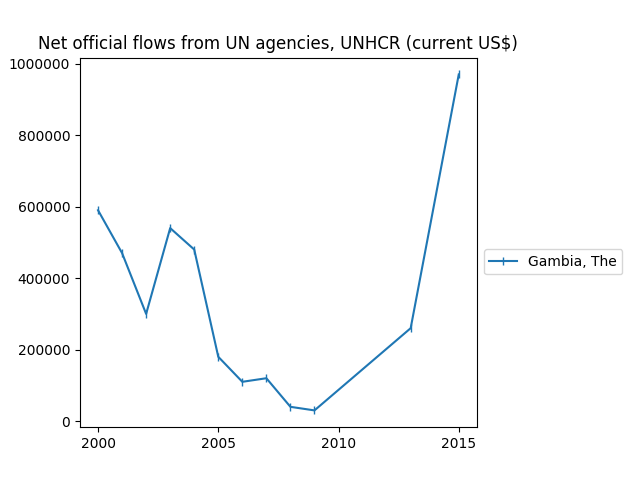 Net official flows from UN agencies, UNHCR (current US$)
1000000
800000
600000
400000
200000
0
2000 2005 2010 2015
Gambia, The